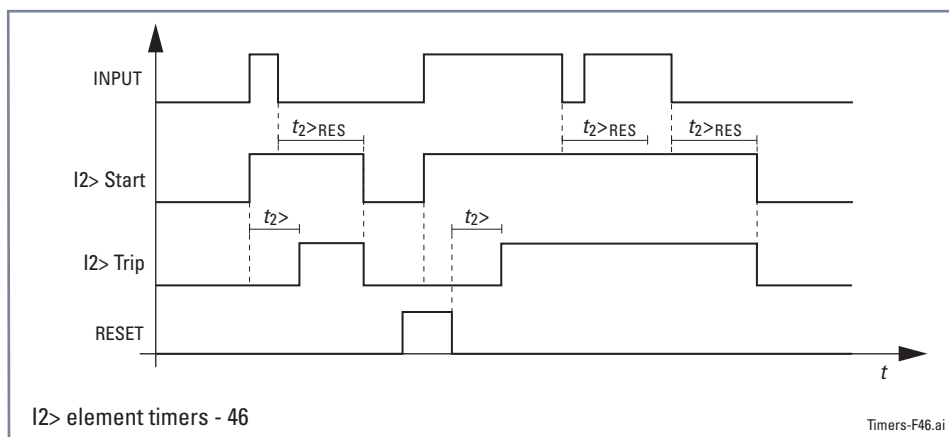 INPUT
t2>RES t2>RES t2>RES
I2> Start
t2> t2>
I2> Trip
RESET
t
I2> element timers - 46
Timers-F46.ai